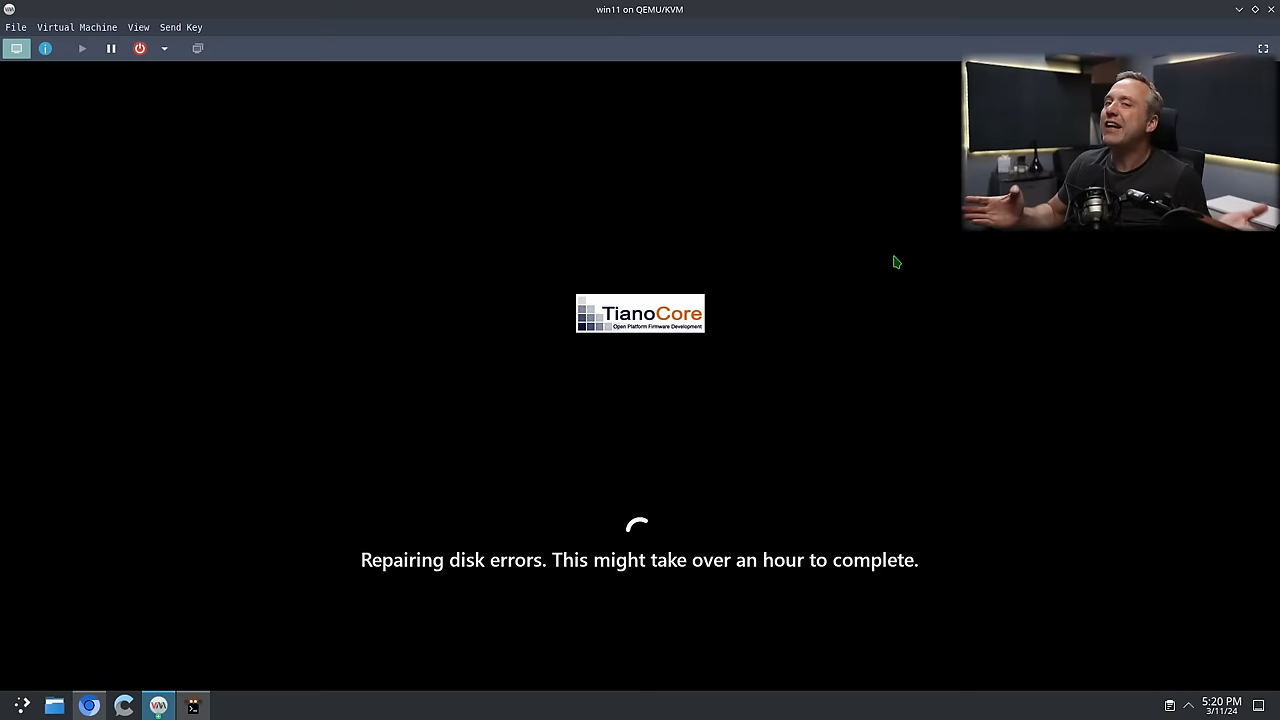 win11 on QEMU/KVM
File Virtual Machine View Send Key
TianoCore
Open Platform Firmware Development
Repairing disk errors. This might take over an hour to complete.
5:20 PM
3/11/24